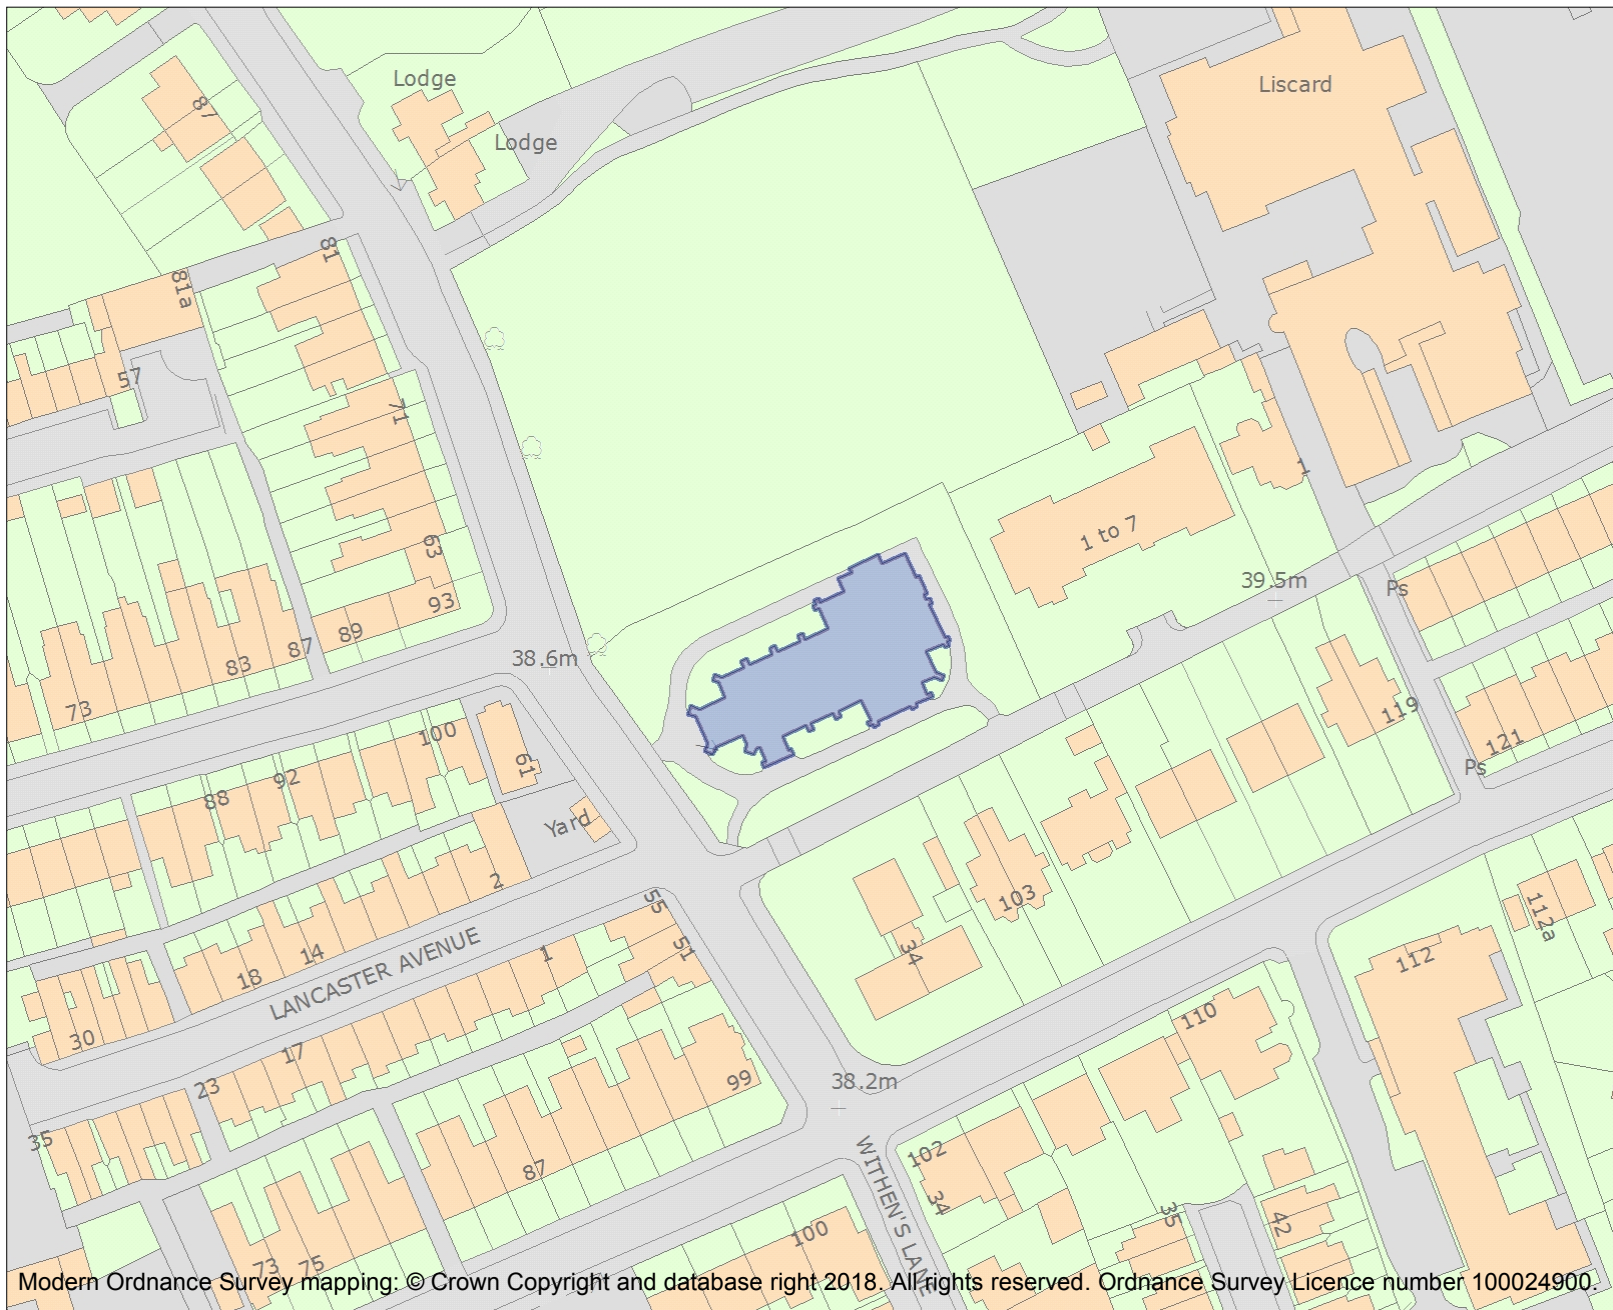 Lodge
Liscard
87
Lodge
81
81a
57
71
1
1 to 7
63
39.5m
Ps
93
89
87
83
38.6m
73
119
100
121
61
92
Ps
88
Yard
2
103
55
112a
LANCASTER AVENUE
51
14
1
34
112
18
110
30
17
38.2m
99
23
35
WITHEN'S LANE
102
87
34
35
42
100
73
75
Modern Ordnance Survey mapping: © Crown Copyright and database right 2018. All rights reserved. Ordnance Survey Licence number 100024900.